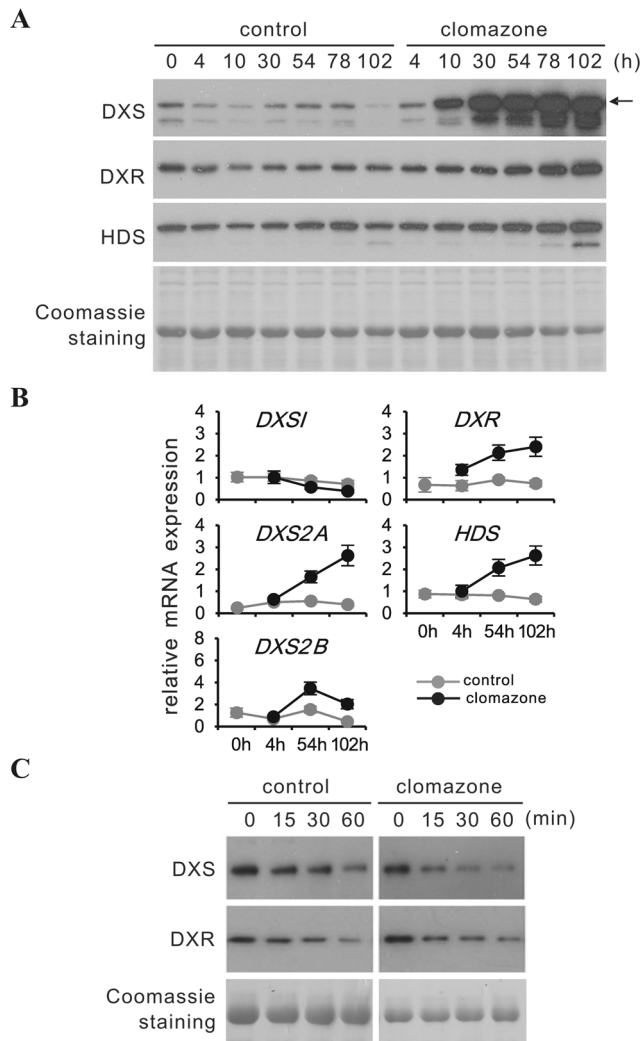 A
control clomazone
0 4 10 30 54 78 102 4 10 30 54 78 102 (h)
DXS
DXR
HDS
Coomassie
staining
B
relative mRNA expression
DXSI
4
3
2
1
0
DXR
4
3
2
1
0
DXS2A
4
3
2
1
0
HDS
4
3
2
1
0
0h 4h 54h 102h
DXS2B
8
6
4
2
0
0h 4h 54h 102h
control
clomazone
C
control clomazone
0 15 30 60 0 15 30 60 (min)
DXS
DXR
Coomassie
staining